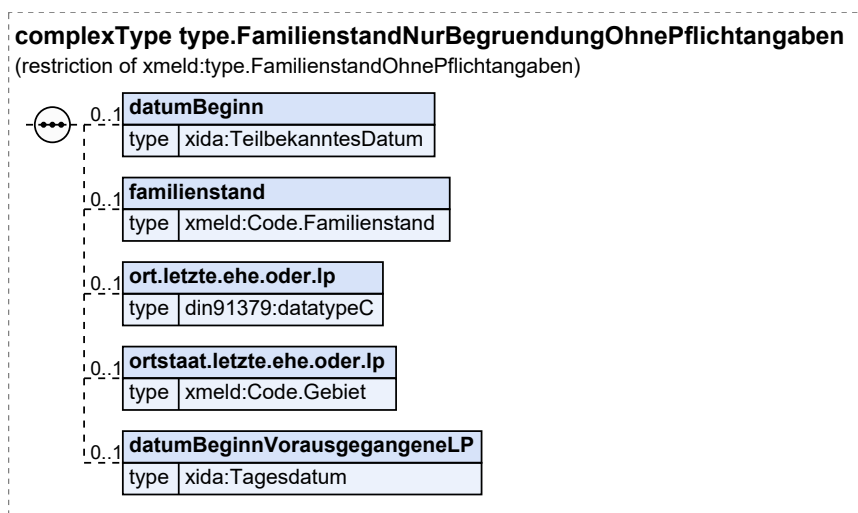 complexType type.FamilienstandNurBegruendungOhnePflichtangaben
(restriction of xmeld:type.FamilienstandOhnePflichtangaben)
0..1 datumBeginn
type xida:TeilbekanntesDatum
0..1 familienstand
type xmeld:Code.Familienstand
0..1 ort.letzte.ehe.oder.lp
type din91379:datatypeC
0..1 ortstaat.letzte.ehe.oder.lp
type xmeld:Code.Gebiet
0..1 datumBeginnVorausgegangeneLP
type xida:Tagesdatum